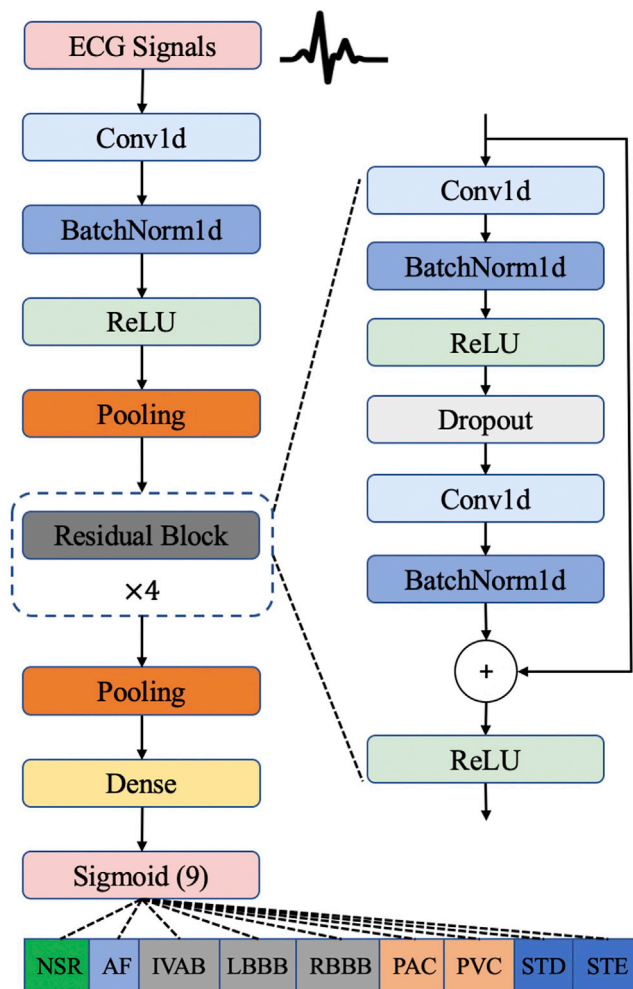 ECG Signals
Conv1d
BatchNorm1d
ReLU
Pooling
Residual Block
×4
Pooling
Dense
Sigmoid (9)
NSR AF IVAB LBBB RBBB PAC PVC STD STE
Conv1d
BatchNorm1d
ReLU
Dropout
Conv1d
BatchNorm1d
+
ReLU